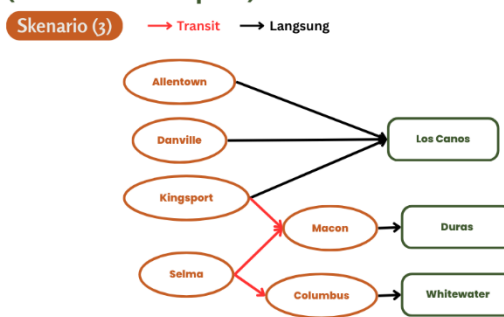 Skenario (3)
Transit
Langsung
Allentown
Danville
Los Canos
Kingsport
Macon
Duras
Selma
Columbus
Whitewater